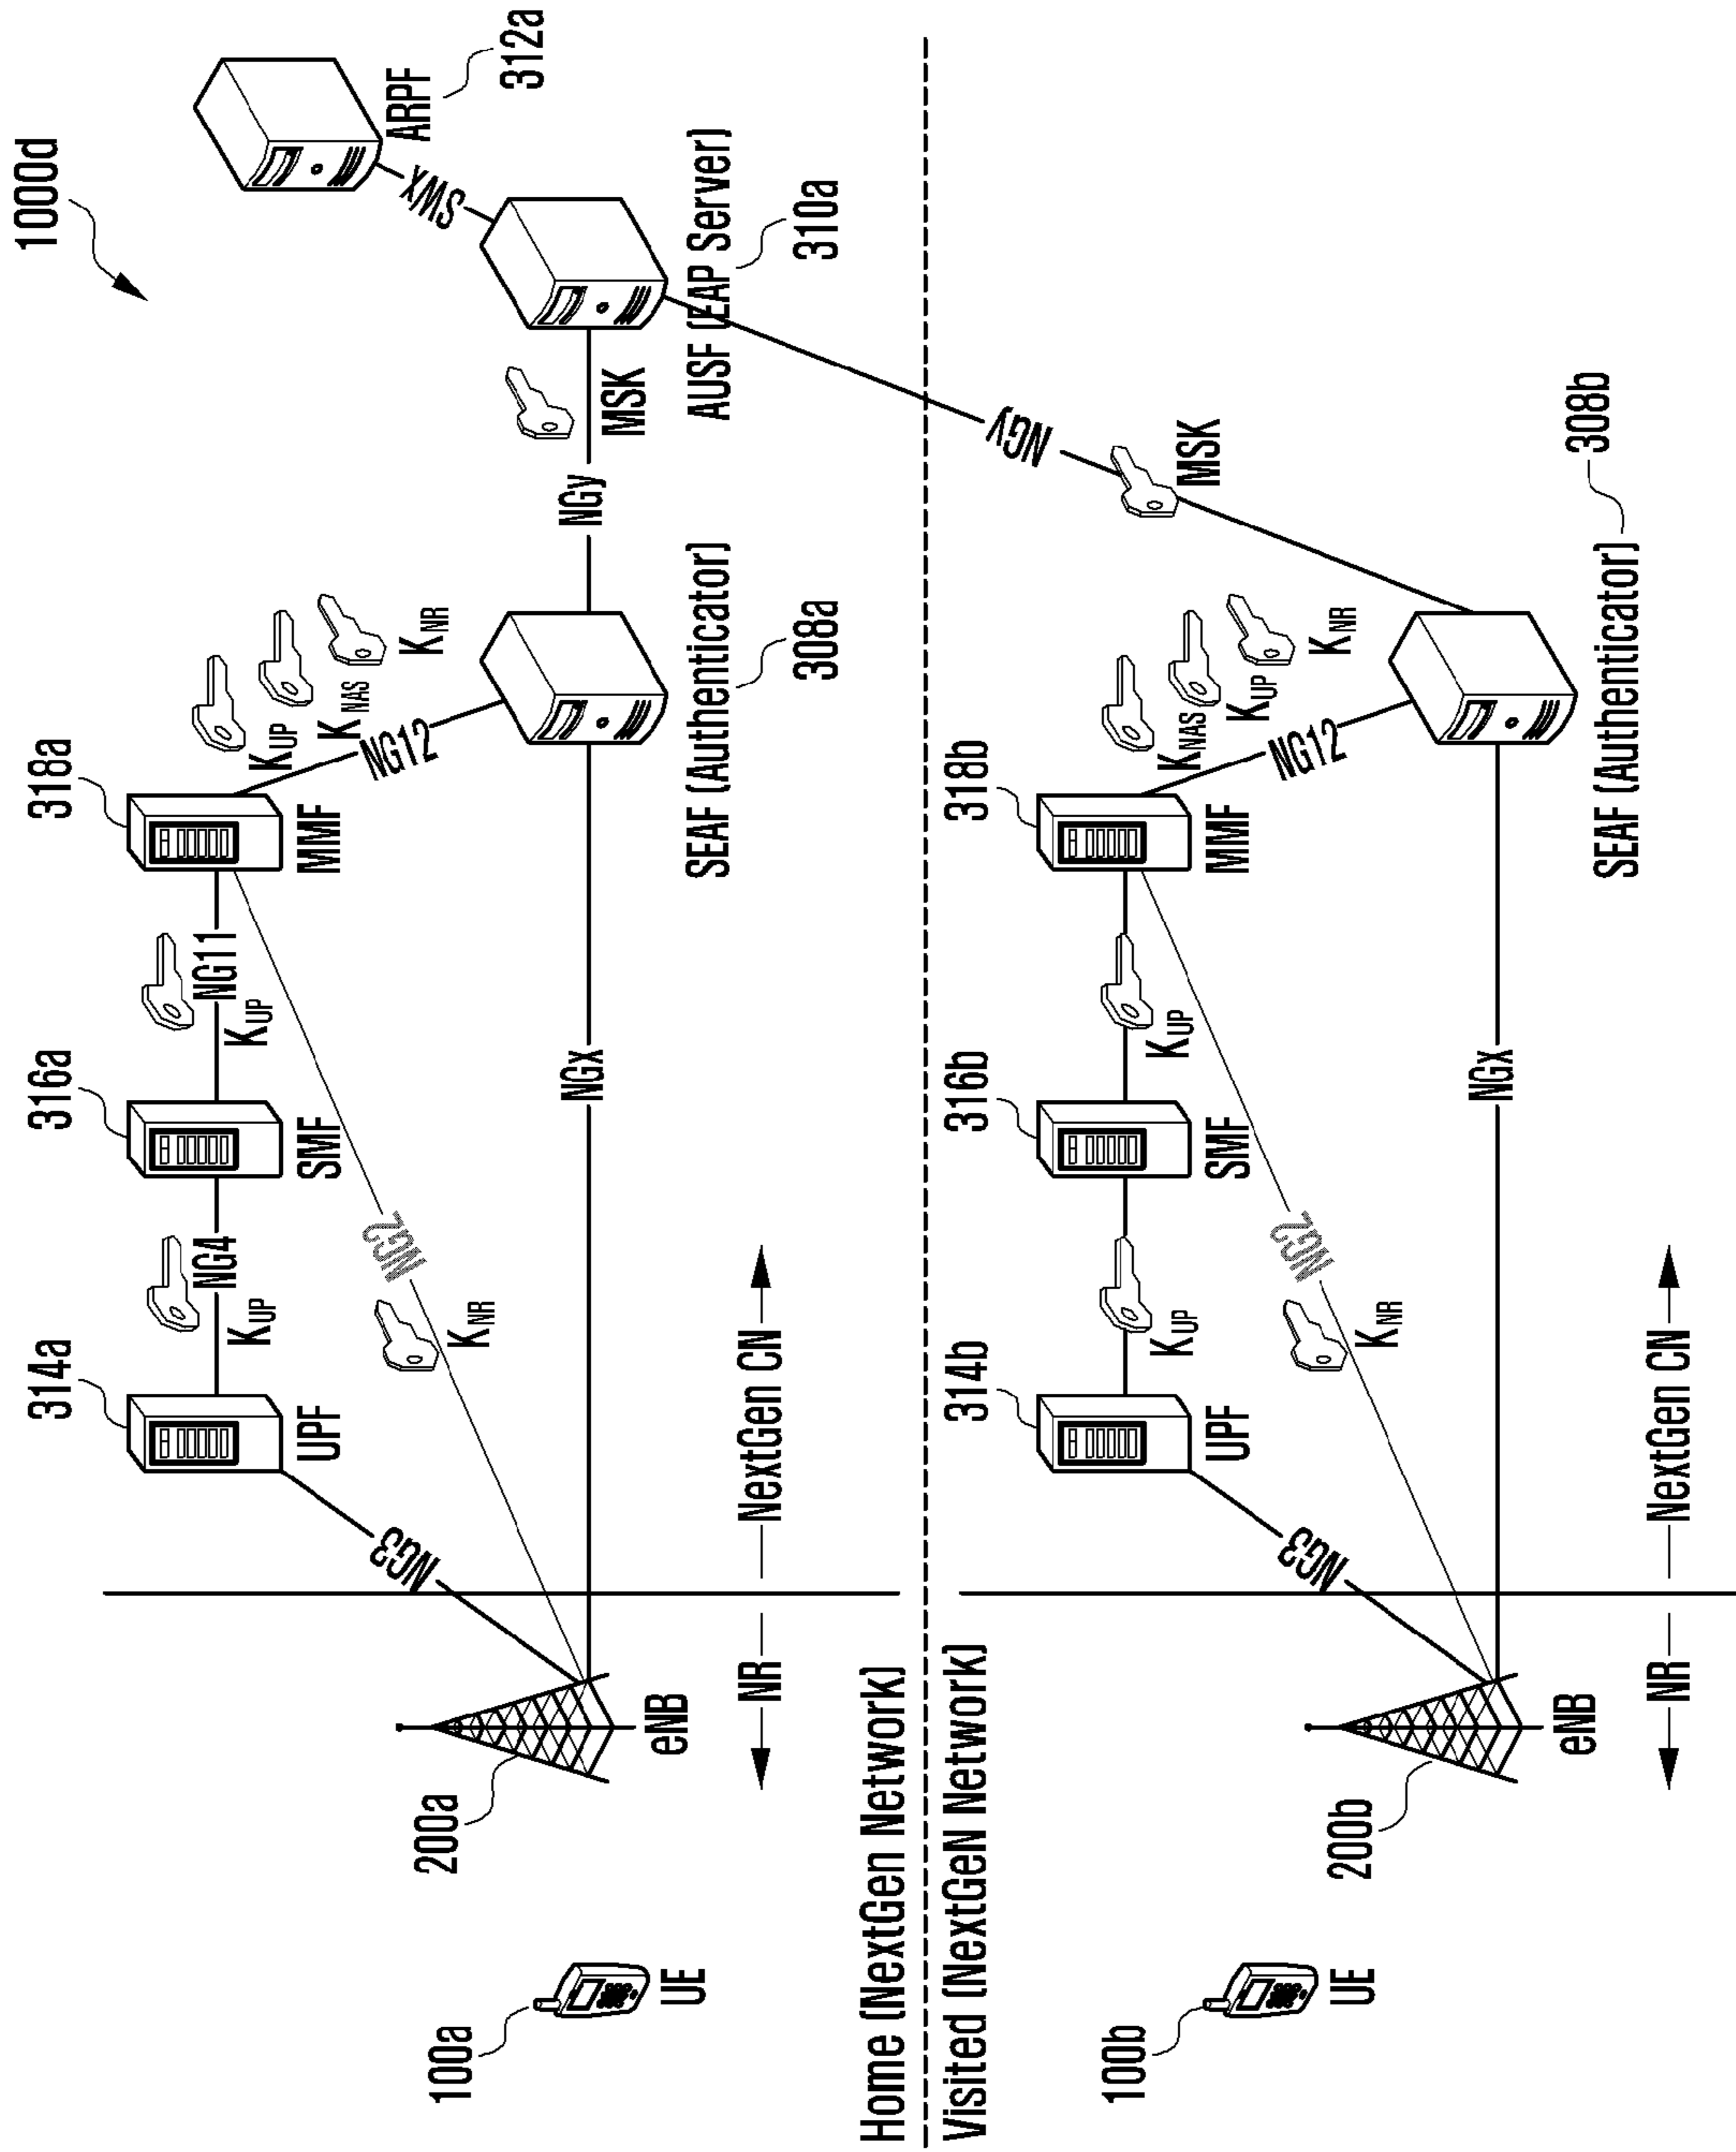 1000d
314a
316a
318a
312a
ARPF
SWx
310a
AUSF (EAP Server)
MSK
NGy
NG4
NG11
KUP
KUP
KUP
KNAS
KNR
NG12
UPF
SMF
MMF
NG3
NG2
KNR
NGx
SEAF (Authenticator)
308a
100a
UE
200a
eNB
NR
NextGen CN
Home (NextGen Network)
Visited (NextGeN Network)
314b
316b
318b
NGy
MSK
KUP
KUP
KNAS
KUP
KNR
NG12
UPF
SMF
MMF
NG3
NG2
KNR
NGx
SEAF (Authenticator)
308b
100b
UE
200b
eNB
NR
NextGen CN